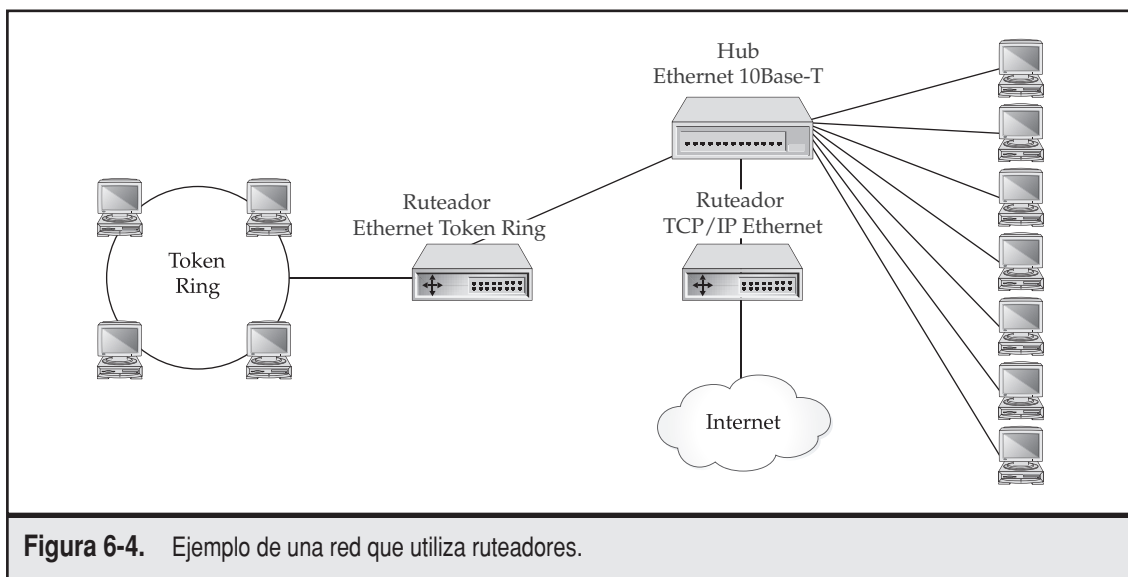 Hub
Ethernet 10Base-T
Ruteador
Ethernet Token Ring
Ruteador
TCP/IP Ethernet
Token
Ring
Internet
Figura 6-4. Ejemplo de una red que utiliza ruteadores.